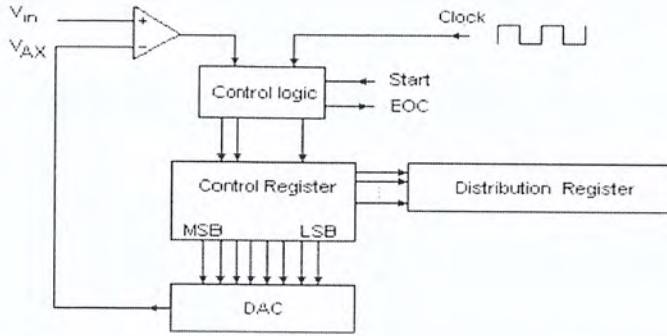 Vin
VAX
+
−
Clock
Control logic
Start
EOC
Control Register
Distribution Register
MSB LSB
DAC